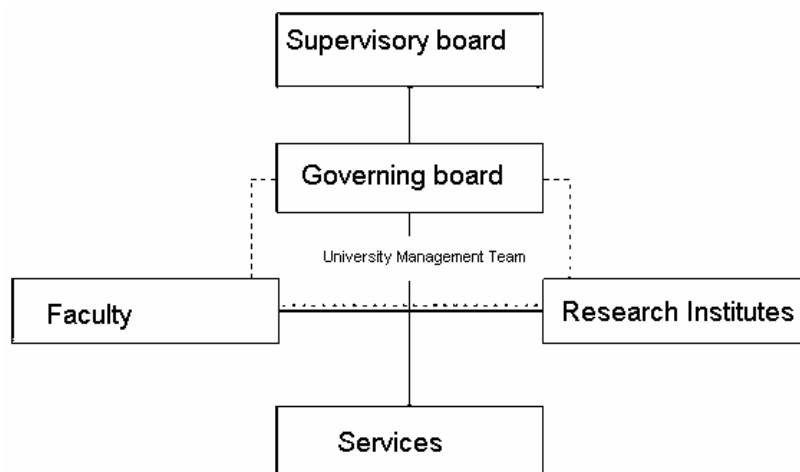 Supervisory board
Governing board
University Management Team
Faculty
Research Institutes
Services